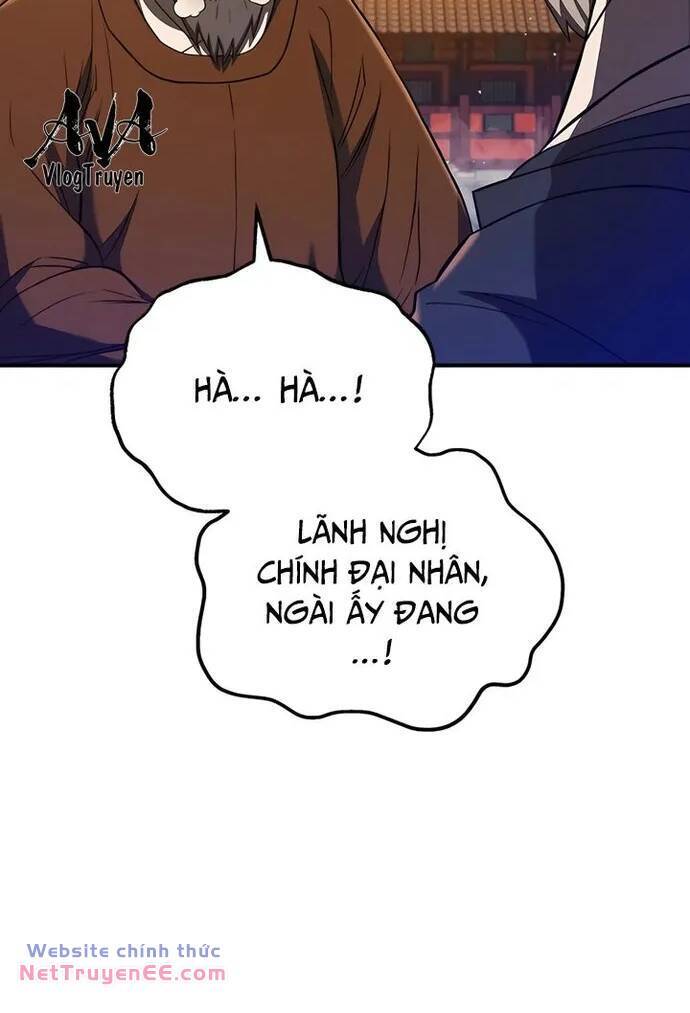 AVA
VlogTruyen
HÀ... HÀ...!
LÃNH NGHỊ
CHÍNH ĐẠI NHÂN,
NGÀI ẤY ĐANG
...!
Website chính thức
NetTruyenEE.com